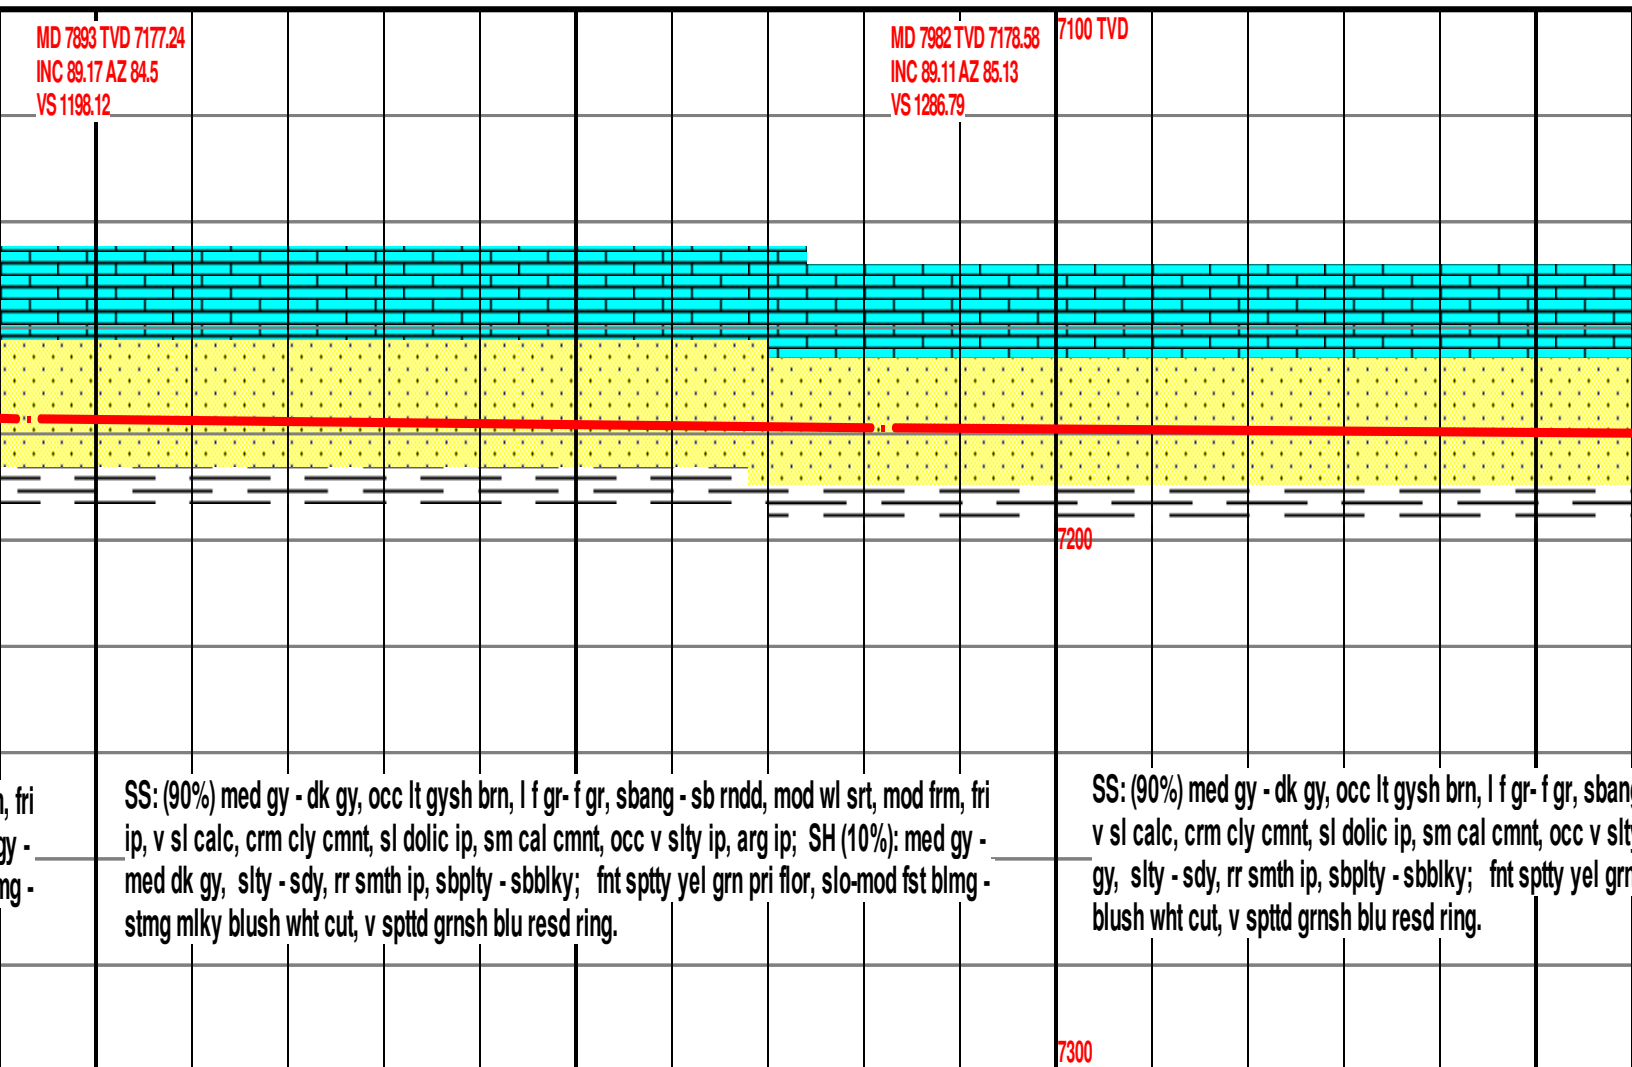 MD 7893 TVD 7177.24
INC 89.17 AZ 84.5
VS 1198.12
MD 7982 TVD 7178.58
INC 89.11 AZ 85.13
VS 1286.79
7100 TVD
7200
, fri
gy -
mg -
SS: (90%) med gy - dk gy, occ lt gysh brn, l f gr- f gr, sbang - sb rndd, mod wl srt, mod frm, fri
ip, v sl calc, crm cly cmnt, sl dolic ip, sm cal cmnt, occ v slty ip, arg ip; SH (10%): med gy -
med dk gy, slty - sdy, rr smth ip, sbplty - sbblky; fnt sptty yel grn pri flor, slo-mod fst blmg -
stmg mlky blush wht cut, v spttd grnsh blu resd ring.
SS: (90%) med gy - dk gy, occ lt gysh brn, l f gr- f gr, sbang
v sl calc, crm cly cmnt, sl dolic ip, sm cal cmnt, occ v slty
gy, slty - sdy, rr smth ip, sbplty - sbblky; fnt sptty yel grn
blush wht cut, v spttd grnsh blu resd ring.
7300